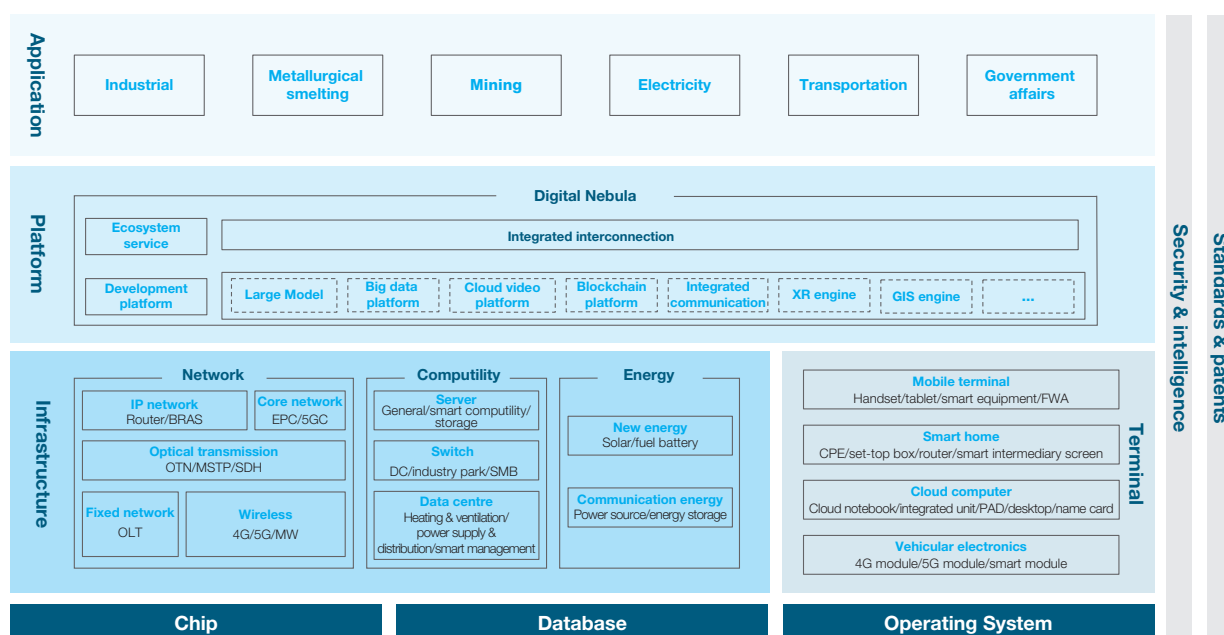 Application
Industrial
Metallurgical
smelting
Mining
Electricity
Transportation
Government
affairs
Platform
Digital Nebula
Ecosystem
service
Integrated interconnection
Development
platform
Large Model
Big data
platform
Cloud video
platform
Blockchain
platform
Integrated
communication
XR engine
GIS engine
...
Infrastructure
Network
IP network
Router/BRAS
Core network
EPC/5GC
Optical transmission
OTN/MSTP/SDH
Fixed network
OLT
Wireless
4G/5G/MW
Computility
Server
General/smart computility/
storage
Switch
DC/industry park/SMB
Data centre
Heating & ventilation/
power supply &
distribution/smart management
Energy
New energy
Solar/fuel battery
Communication energy
Power source/energy storage
Terminal
Mobile terminal
Handset/tablet/smart equipment/FWA
Smart home
CPE/set-top box/router/smart intermediary screen
Cloud computer
Cloud notebook/integrated unit/PAD/desktop/name card
Vehicular electronics
4G module/5G module/smart module
Chip
Database
Operating System
Security & intelligence
Standards & patents